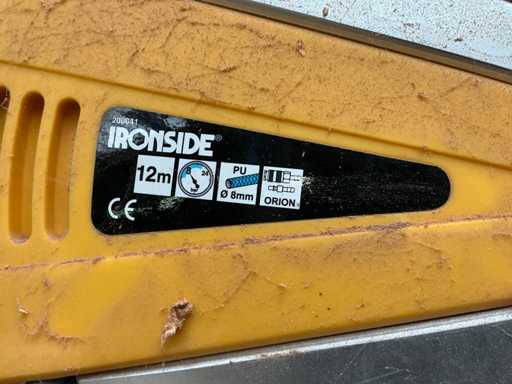 200041
IRONSIDE®
12m
8 24
PU
Ø 8mm
ORION
CE